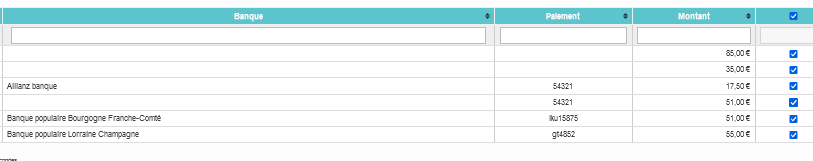 Banque Paiement Montant
85,00 €
35,00 €
Allianz banque 54321 17,50 €
54321 51,00 €
Banque populaire Bourgogne Franche-Comté iku15875 51,00 €
Banque populaire Lorraine Champagne gt4852 55,00 €